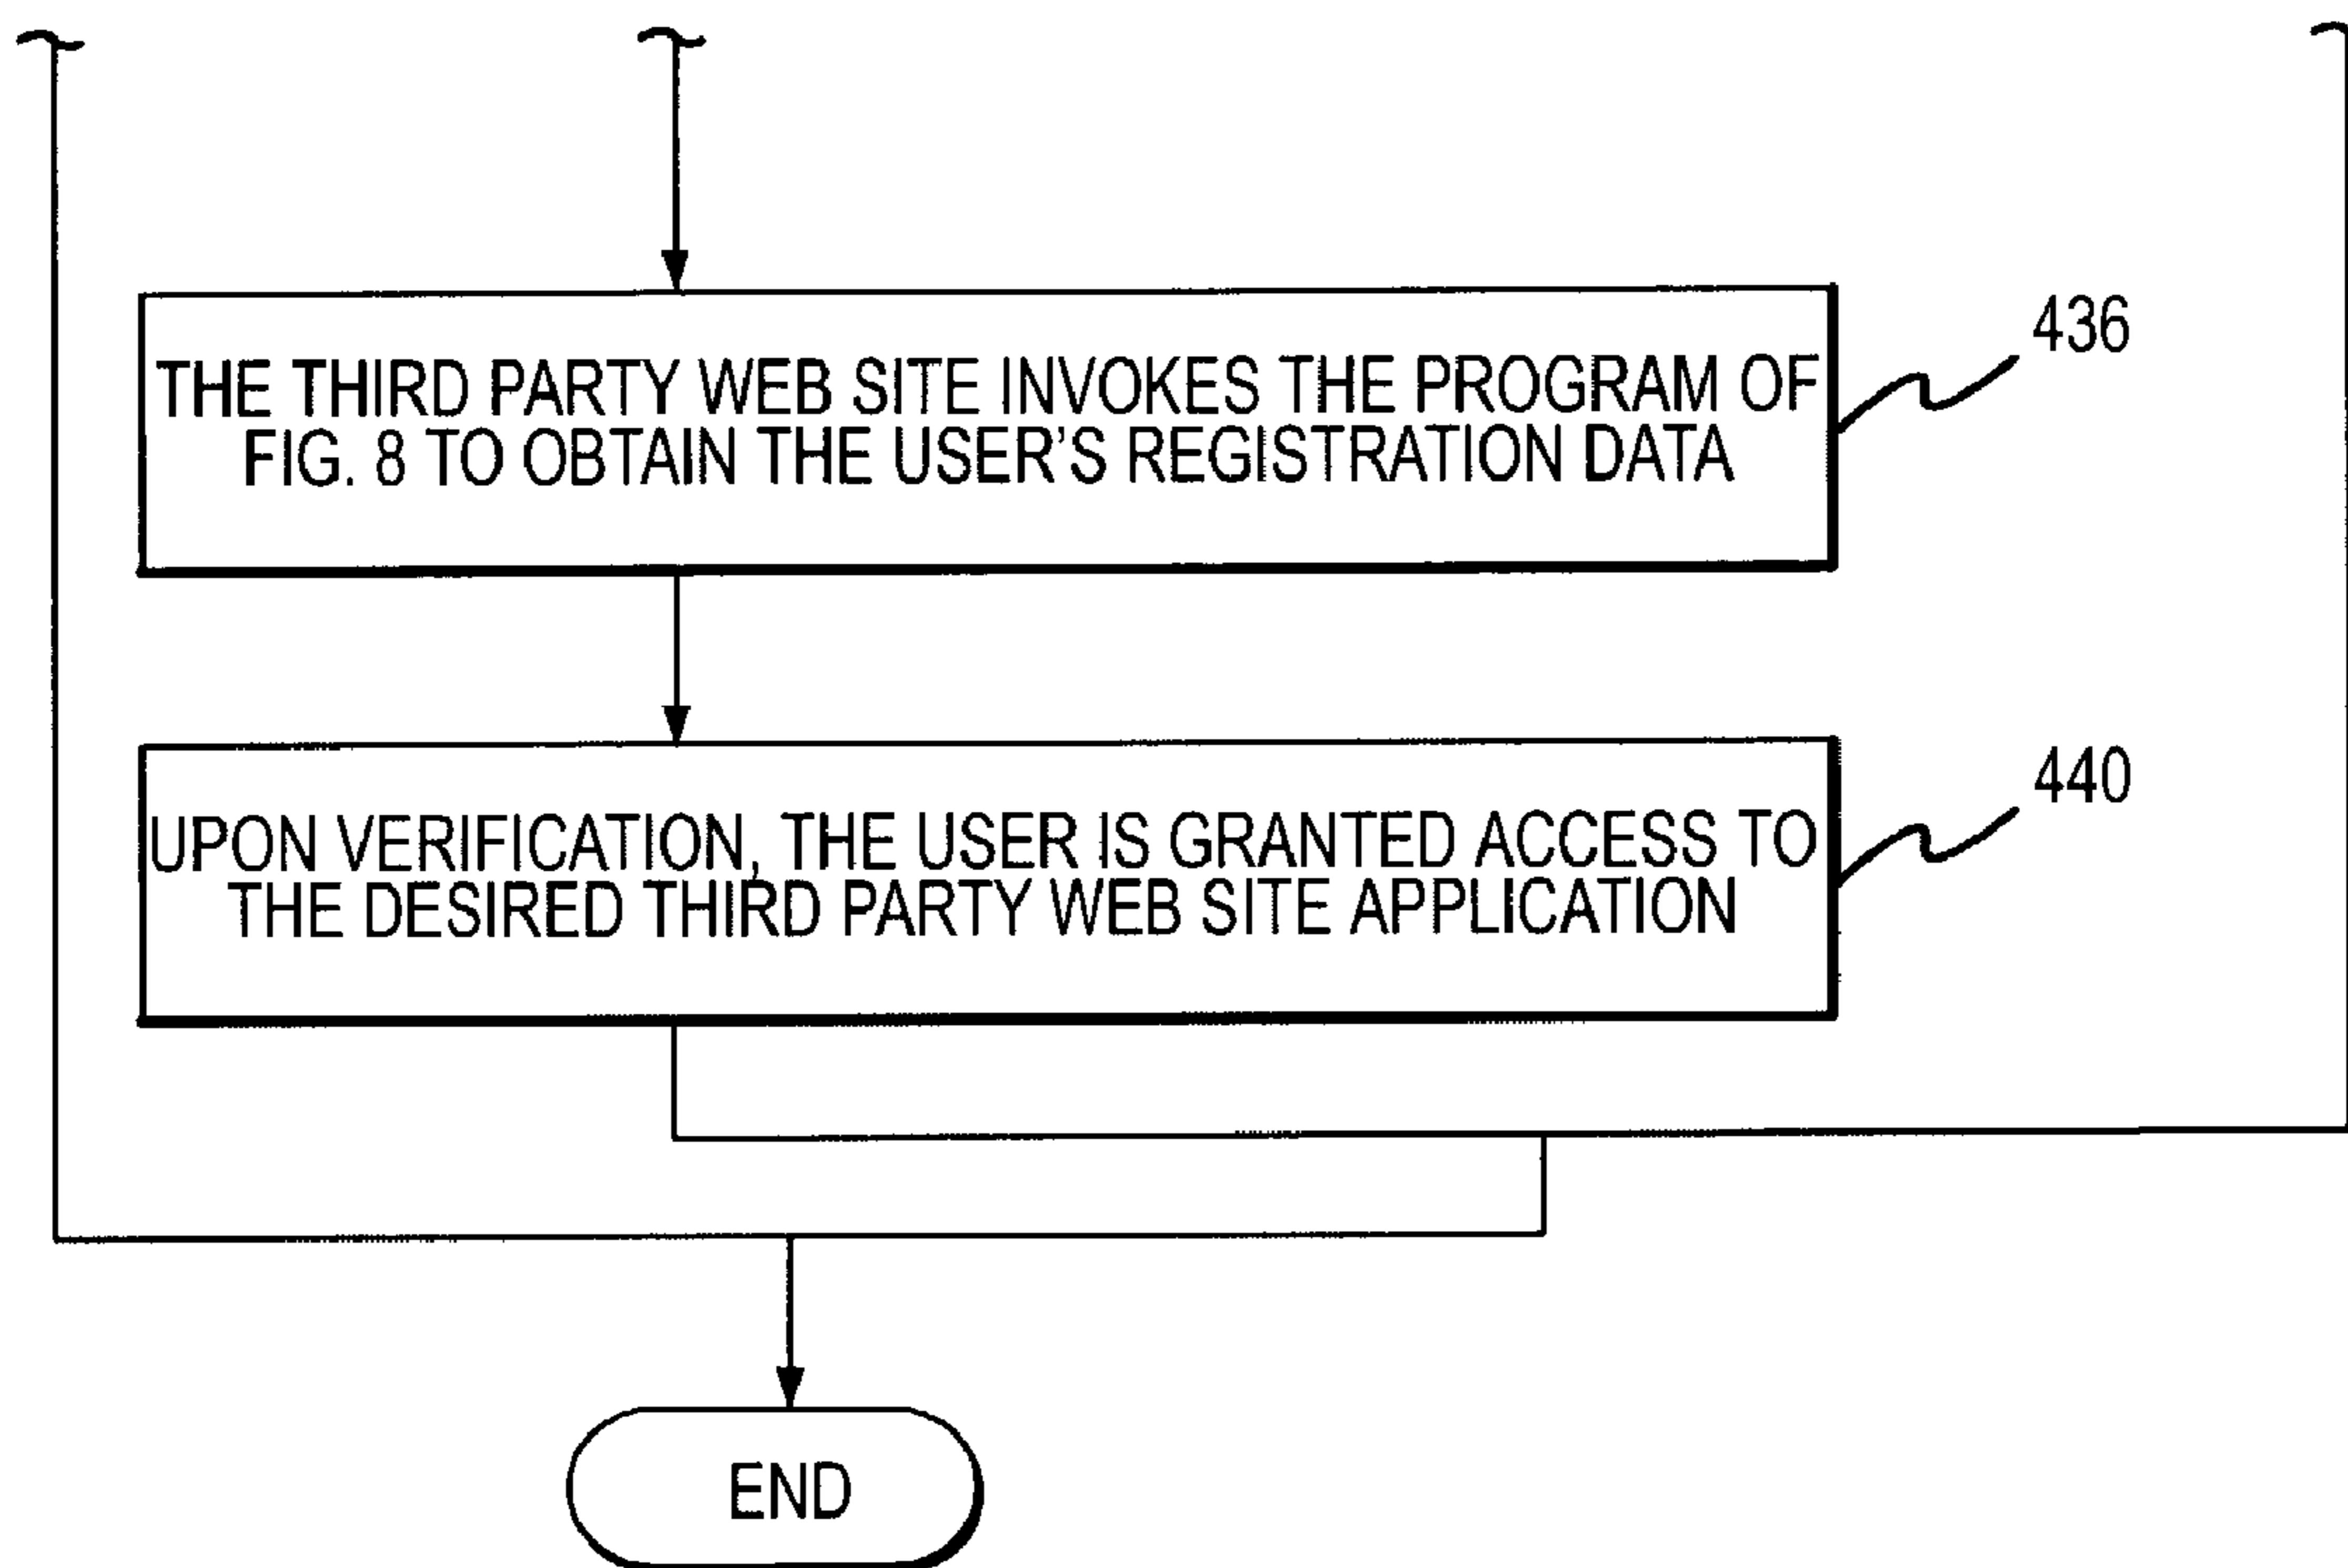 436
THE THIRD PARTY WEB SITE INVOKES THE PROGRAM OF
FIG. 8 TO OBTAIN THE USER'S REGISTRATION DATA
440
UPON VERIFICATION, THE USER IS GRANTED ACCESS TO
THE DESIRED THIRD PARTY WEB SITE APPLICATION
END